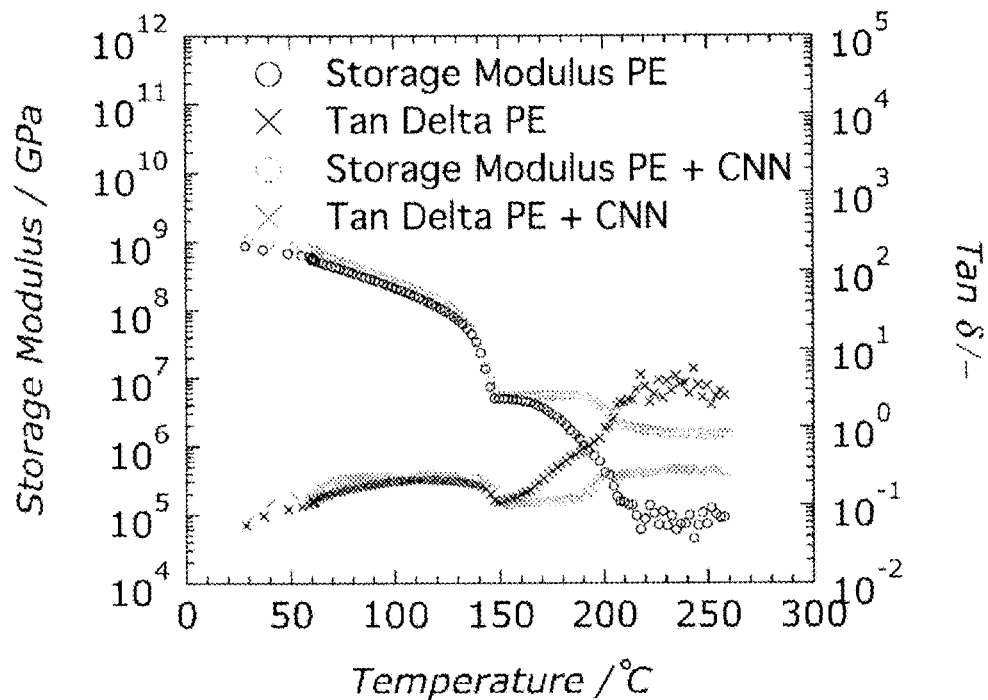 10^12
10^11
10^10
10^9
10^8
10^7
10^6
10^5
10^4
Storage Modulus / GPa
Storage Modulus PE
Tan Delta PE
Storage Modulus PE + CNN
Tan Delta PE + CNN
10^5
10^4
10^3
10^2
10^1
10^0
10^-1
10^-2
Tan δ/−
0 50 100 150 200 250 300
Temperature /°C